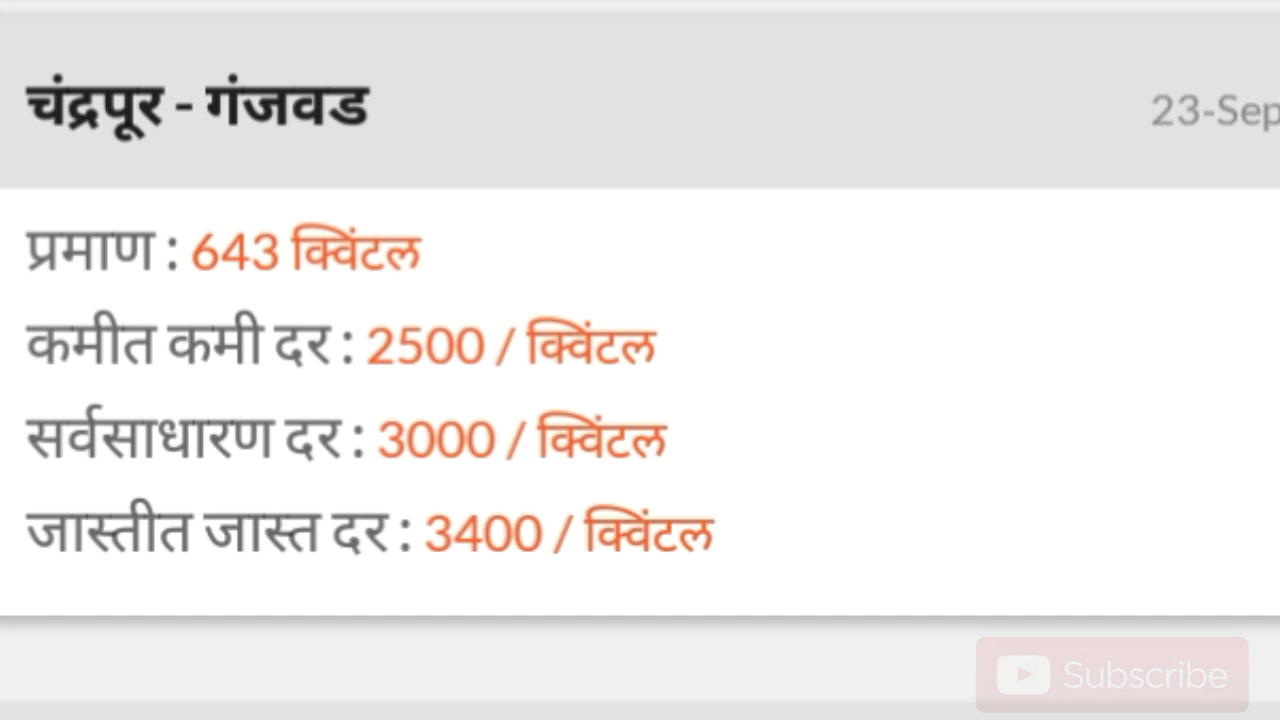 चंद्रपूर - गंजवड
23-Sep
प्रमाण : 643 क्विंटल
कमीत कमी दर : 2500 / क्विंटल
सर्वसाधारण दर : 3000 / क्विंटल
जास्तीत जास्त दर : 3400 / क्विंटल
Subscribe